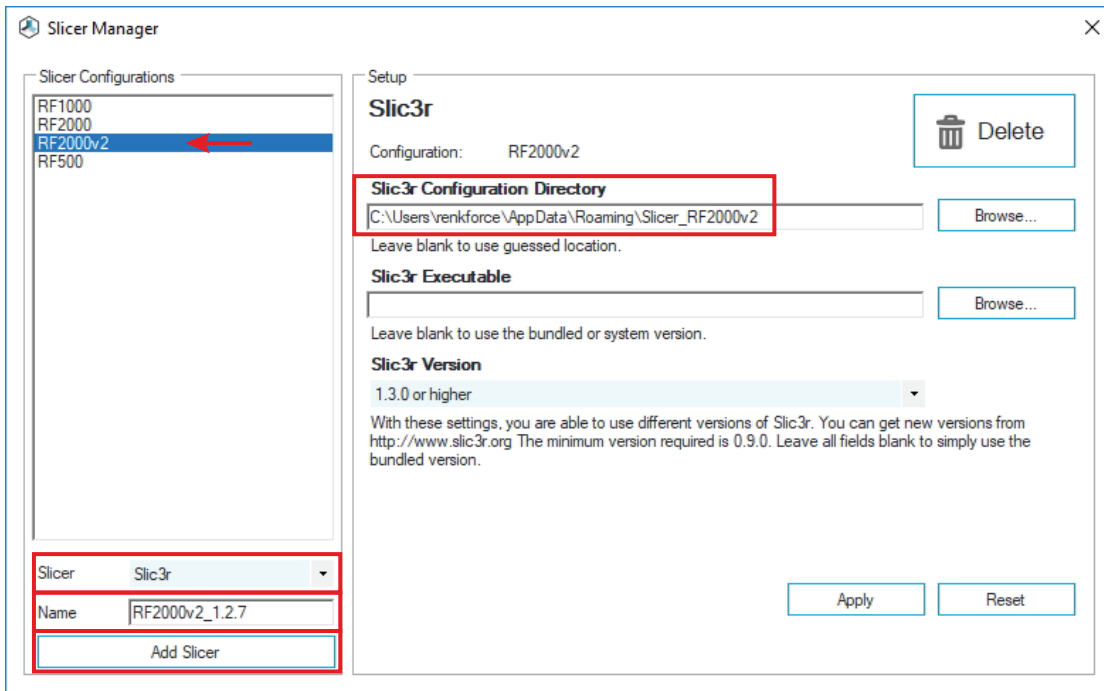 Slicer Manager
Slicer Configurations
RF1000
RF2000
RF2000v2
RF500
Slicer Slic3r
Name RF2000v2_1.2.7
Add Slicer
Setup
Slic3r
Delete
Configuration: RF2000v2
Slic3r Configuration Directory
C:\Users\renkforce\AppData\Roaming\Slicer_RF2000v2
Browse...
Leave blank to use guessed location.
Slic3r Executable
Browse...
Leave blank to use the bundled or system version.
Slic3r Version
1.3.0 or higher
With these settings, you are able to use different versions of Slic3r. You can get new versions from
http://www.slic3r.org The minimum version required is 0.9.0. Leave all fields blank to simply use the
bundled version.
Apply
Reset